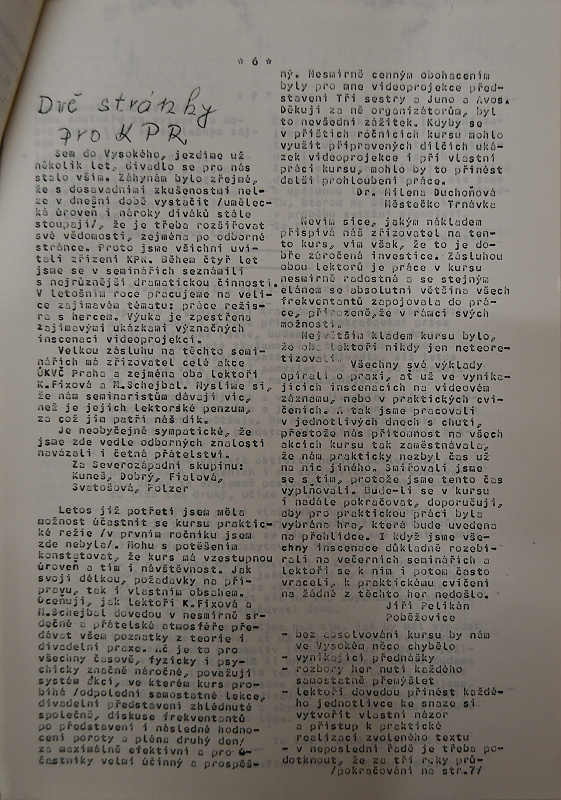 * 6 *
Dvě stránky
pro KPR
Sem do Vysokého, jezdíme už
několik let, divadlo se pro nás
stalo vším. Záhy nám bylo zřejmé,
že s dosavadními zkušenostmi nel-
ze v dnešní době vystačit /umělec-
ká úroveň i nároky diváků stále
stoupají/, že je třeba rozšiřovat
své vědomosti, zejména po odborné
stránce. Proto jsme všichni uví-
tali zřízení KPR. Během čtyř let
jsme se v seminářích seznámili
s nejrůznější dramatickou činností.
V letošním roce pracujeme na veli-
ce zajímavém tématu: práce režisé-
ra s hercem. Výuka je zpestřena
zajímavými ukázkami význačných
inscenací videoprojekcí.
Velkou zásluhu na těchto semi-
nářích má zřizovatel celé akce
ÚKVČ Praha a zejména oba lektoři
K.Fixová a M.Schejbal. Myslíme si,
že nám seminaristům dávají víc,
než je jejich lektorské penzum,
za což jim patří náš dík.
Je neobyčejně sympatické, že
jsme zde vedle odborných znalostí
navázali i četná přátelství.
Za Severozápadní skupinu:
Kuneš, Dobrý, Fialová,
Svatošová, Polzer
Letos již potřetí jsem měla
možnost účastnit se kursu praktic-
ké režie /v prvním ročníku jsem
zde nebyla/. Mohu s potěšením
konstatovat, že kurs má vzestupnou
úroveň a tím i návštěvnost. Jak
svojí délkou, požadavky na pří-
pravu, tak i vlastním obsahem.
Oceňuji, jak lektoři K.Fixová a
M.Schejbal dovedou v nesmírně sr-
dečné a přátelské atmosféře pře-
dávat všem poznatky z teorie i
divadelní praxe. Ač je to pro
všechny časově, fyzicky i psy-
chicky značně náročné, považuji
systém akcí, ve kterém kurs pro-
bíhá /odpolední samostatné lekce,
divadelní představení zhlédnuté
společně, diskuse frekventantů
po představení i následné hodno-
cení poroty a pléna druhý den/
za maximálně efektivní a pro ú-
častníky velmi účinný a prospěš-
ný. Nesmírně cenným obohacením
byly pro mne videoprojekce před-
stavení Tři sestry a Juno a Avos.
Děkuji za ně organizátorům, byl
to nevšední zážitek. Kdyby se
v příštích ročnících kursu mohlo
využít připravených dílčích uká-
zek videoprojekce i při vlastní
práci kursu, mohlo by to přinést
další prohloubení práce.
Dr. Milena Duchoňová
Městečko Trnávka
Nevím sice, jakým nákladem
přispívá náš zřizovatel na ten-
to kurs, vím však, že to je do-
bře zaročená investice. Zásluhou
obou lektorů je práce v kursu
nesmírně radostná a se stejným
elánem se absolutní většina všech
frekventantů zapojovala do prá-
ce, přirozeně,že v rámci svých
možností.
Největším kladem kursu bylo,
že oba lektoři nikdy jen neteore-
tizovali. Všechny své výklady
opírali o praxi, ať už ve vynika-
jících inscenacích na videovém
záznamu, nebo v praktických cvi-
čeních. A tak jsme pracovali
v jednotlivých dnech s chutí,
přestože nás přítomnost na všech
akcích kursu tak zaměstnávala,
že nám prakticky nezbyl čas už
na nic jiného. Smiřovali jsme
se s tím, protože jsme tento čas
vyplňovali. Bude-li se v kursu
i nadále pokračovat, doporučuji,
aby pro praktickou práci byla
vybrána hra, která bude uvedena
na přehlídce. I když jsme vše-
chny inscenace důkladně rozebí-
rali na večerních seminářích a
lektoři se k nim i potom často
vraceli, k praktickému cvičení
na žádné z těchto her nedošlo.
Jiří Pelikán
Poběžovice
- bez absolvování kursu by nám
ve Vysokém něco chybělo
- vynikající přednášky
- rozbory her nutí každého
samostatně přemýšlet
- lektoři dovedou přinést každé-
ho jednotlivce ke snaze si
vytvořit vlastní názor
a přístup k praktické
realizaci zvoleného textu
- v neposlední řadě je třeba po-
dotknout, že za tři roky prů-
/pokračování na str.7/